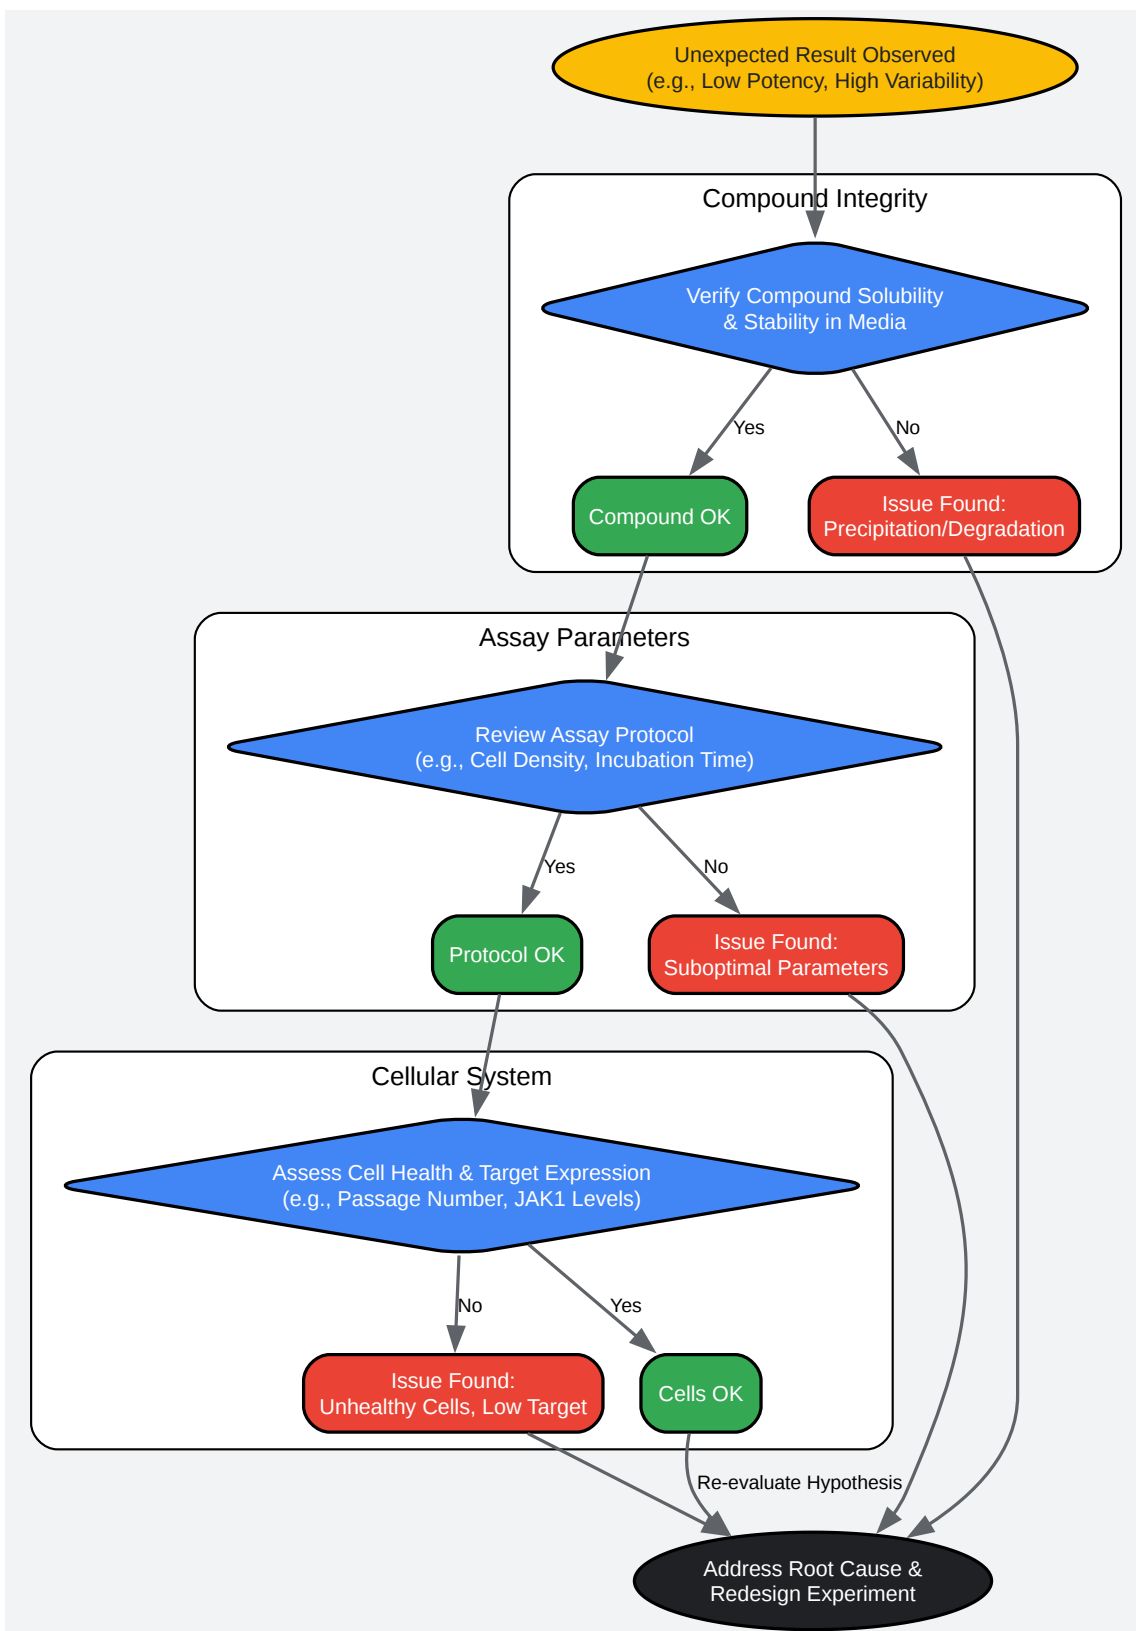 Unexpected Result Observed
(e.g., Low Potency, High Variability)
Compound Integrity
Verify Compound Solubility
& Stability in Media
Yes
No
Compound OK
Issue Found:
Precipitation/Degradation
Assay Parameters
Review Assay Protocol
(e.g., Cell Density, Incubation Time)
Yes
No
Protocol OK
Issue Found:
Suboptimal Parameters
Cellular System
Assess Cell Health & Target Expression
(e.g., Passage Number, JAK1 Levels)
No
Yes
Issue Found:
Unhealthy Cells, Low Target
Cells OK
Re-evaluate Hypothesis
Address Root Cause &
Redesign Experiment